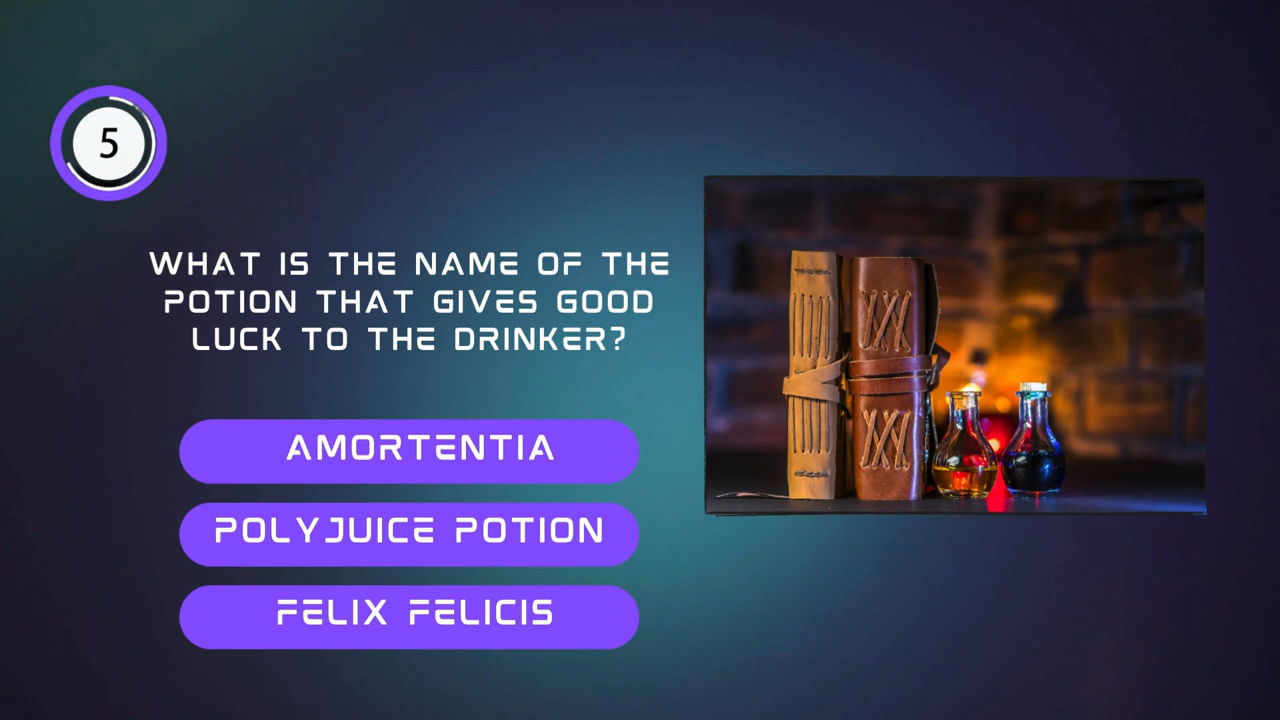 5
WHAT IS THE NAME OF THE
POTION THAT GIVES GOOD
LUCK TO THE DRINKER?
AMORTENTIA
POLYJUICE POTION
FELIX FELICIS